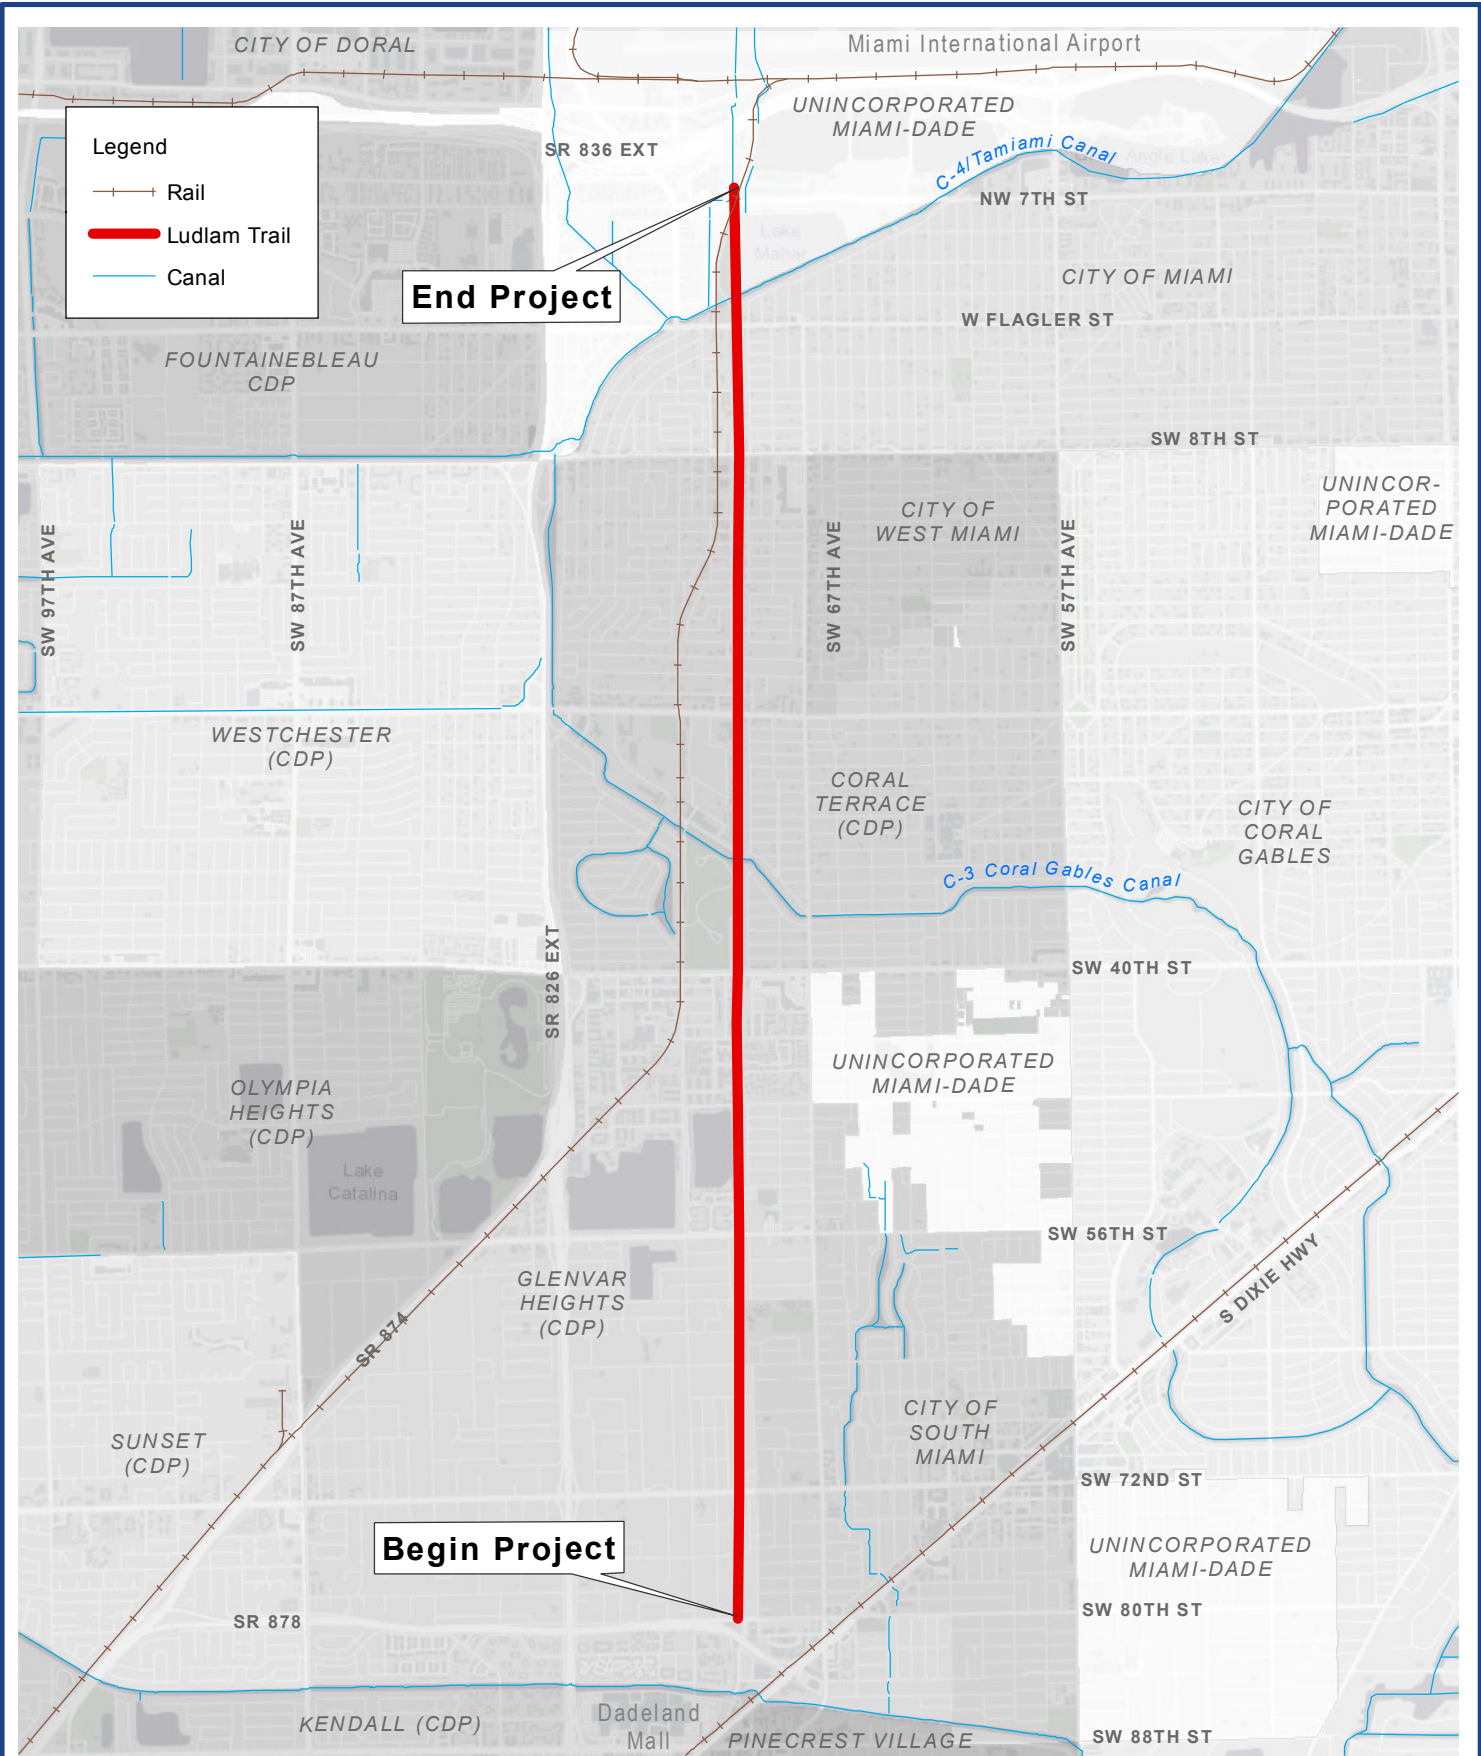 CITY OF DORAL
Miami International Airport
UNINCORPORATED
MIAMI-DADE
Legend
Rail
Ludlam Trail
Canal
SR 836 EXT
C-4/Tamiami Canal
Angle Lake
NW 7TH ST
Lake
Mahar
CITY OF MIAMI
End Project
W FLAGLER ST
FOUNTAINEBLEAU
CDP
SW 8TH ST
UNINCOR-
PORATED
MIAMI-DADE
CITY OF
WEST MIAMI
SW 97TH AVE
SW 87TH AVE
SW 67TH AVE
SW 57TH AVE
WESTCHESTER
(CDP)
CORAL
TERRACE
(CDP)
CITY OF
CORAL
GABLES
C-3 Coral Gables Canal
SR 826 EXT
SW 40TH ST
UNINCORPORATED
MIAMI-DADE
OLYMPIA
HEIGHTS
(CDP)
Lake
Catalina
SW 56TH ST
S DIXIE HWY
GLENVAR
HEIGHTS
(CDP)
SR 874
SUNSET
(CDP)
CITY OF
SOUTH
MIAMI
SW 72ND ST
Begin Project
UNINCORPORATED
MIAMI-DADE
SR 878
SW 80TH ST
KENDALL (CDP)
Dadeland
Mall
PINECREST VILLAGE
SW 88TH ST